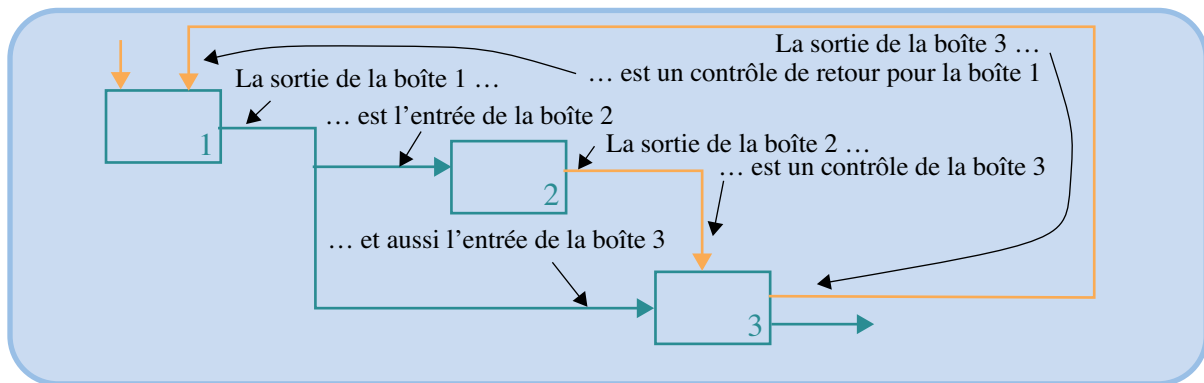 La sortie de la boîte 3 …
La sortie de la boîte 1 …
… est un contrôle de retour pour la boîte 1
… est l’entrée de la boîte 2
1
La sortie de la boîte 2 …
… est un contrôle de la boîte 3
2
… et aussi l’entrée de la boîte 3
3